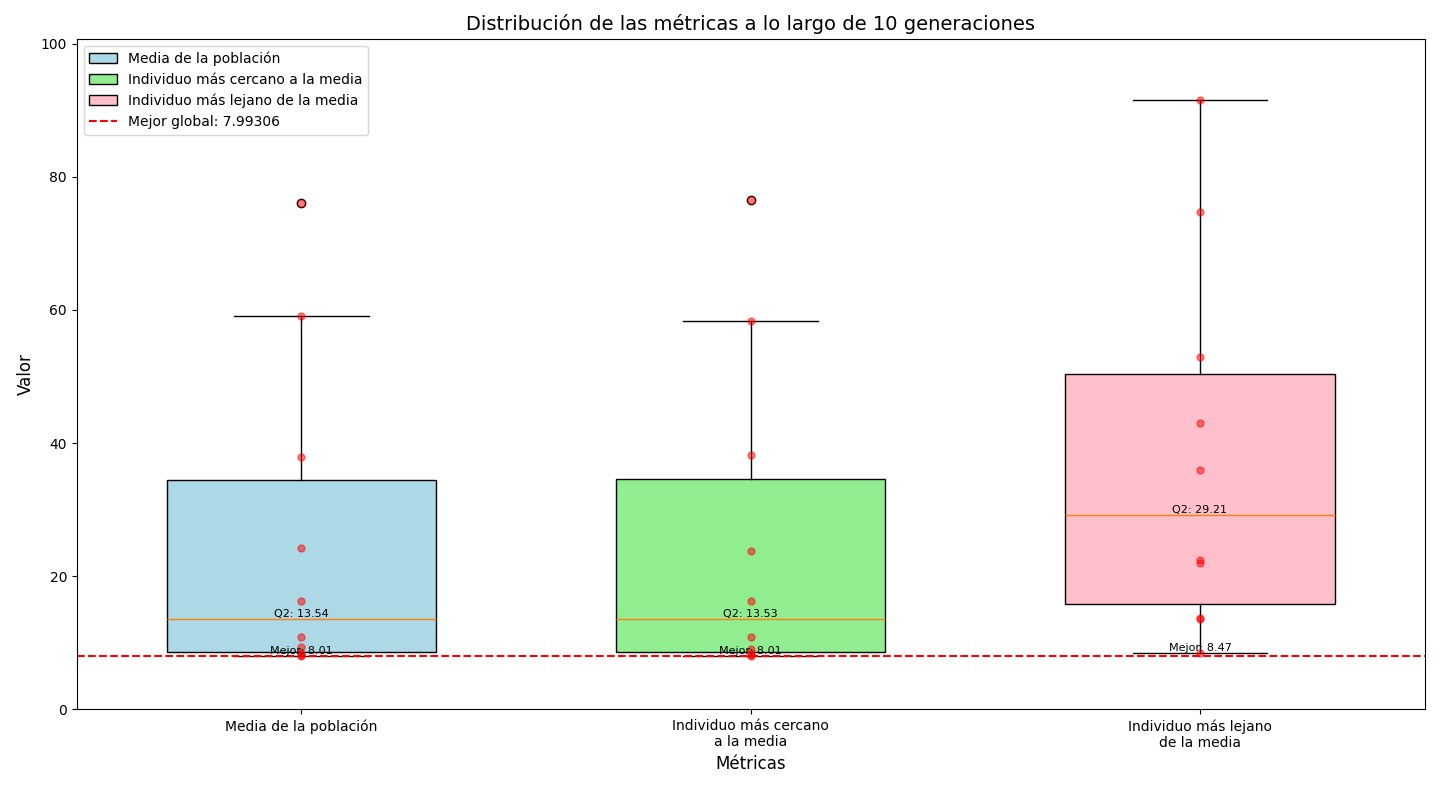 Distribución de las métricas a lo largo de 10 generaciones
Media de la población
Individuo más cercano a la media
Individuo más lejano de la media
Mejor global: 7.99306
Valor
100
80
60
40
20
0
Q2: 13.54
Mejor: 8.01
Q2: 13.53
Mejor: 8.01
Q2: 29.21
Mejor: 8.47
Media de la población
Individuo más cercano
a la media
Individuo más lejano
de la media
Métricas